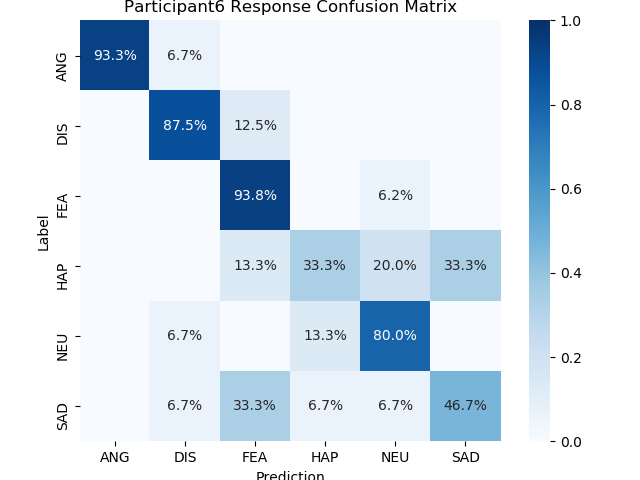 Participant6 Response Confusion Matrix
ANG 93.3% 6.7%
DIS 87.5% 12.5%
FEA 93.8% 6.2%
HAP 13.3% 33.3% 20.0% 33.3%
NEU 6.7% 13.3% 80.0%
SAD 6.7% 33.3% 6.7% 6.7% 46.7%
Label
ANG DIS FEA HAP NEU SAD
Prediction
1.0
0.8
0.6
0.4
0.2
0.0